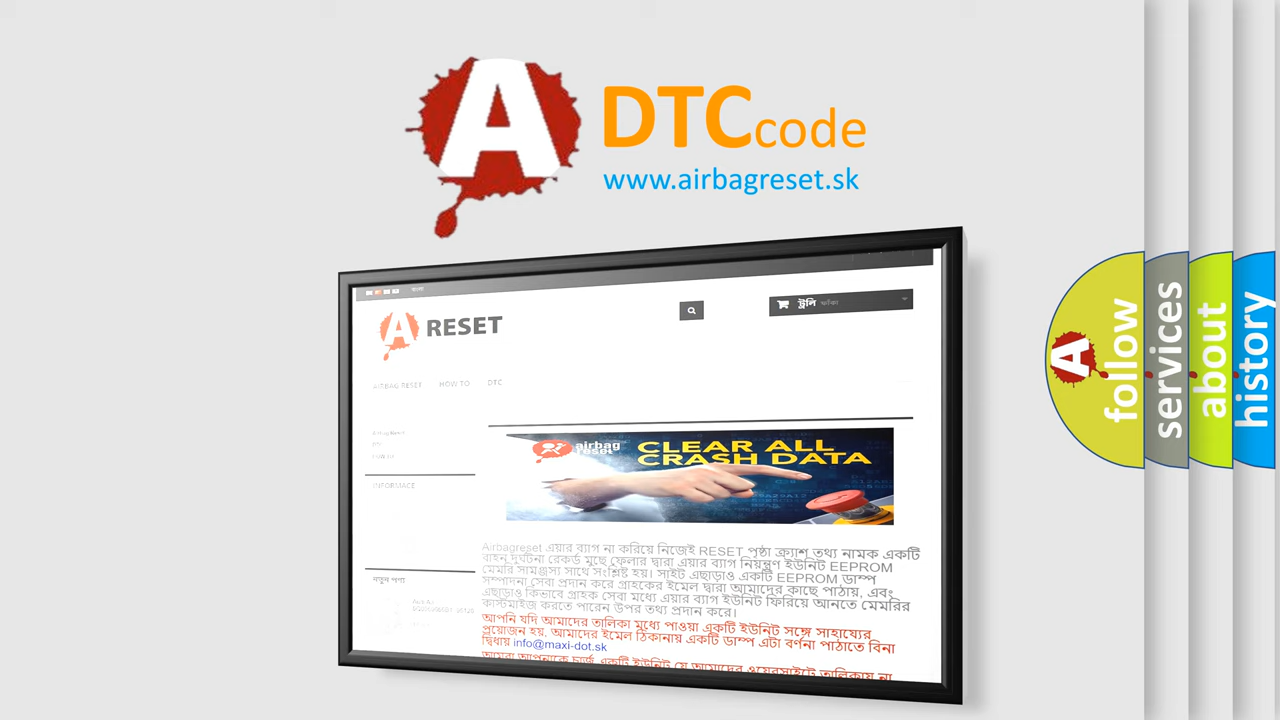 A
DTCcode
www.airbagreset.sk
বাংলা
A RESET
ট্রলি ফাঁকা
AIRBAG RESET HOW TO DTC
INFORMACE
airbag
reset
CLEAR ALL
CRASH DATA
Airbagreset এয়ার ব্যাগ না করিয়ে নিজেই RESET পৃষ্ঠা ক্র্যাশ তথ্য নামক একটি
বাহন দুর্ঘটনা রেকর্ড মুছে ফেলার দ্বারা এয়ার ব্যাগ নিয়ন্ত্রণ ইউনিট EEPROM
মেমরি সামঞ্জস্য সাথে সংশ্লিষ্ট হয়। সাইট এছাড়াও একটি EEPROM ডাম্প
সম্পাদনা সেবা প্রদান করে গ্রাহকের ইমেল দ্বারা আমাদের কাছে পাঠায়, এবং
এছাড়াও কিভাবে গ্রাহক সেবা মধ্যে এয়ার ব্যাগ ইউনিট ফিরিয়ে আনতে মেমরির
কাস্টমাইজ করতে পারেন উপর তথ্য প্রদান করে।
আপনি যদি আমাদের তালিকা মধ্যে পাওয়া একটি ইউনিট সঙ্গে সাহায্যের
প্রয়োজন হয়, আমাদের ইমেল ঠিকানায় একটি ডাম্প এটা বর্ণনা পাঠাতে বিনা
দ্বিধায় info@maxi-dot.sk
নতুন পণ্য
A follow
services
about
history